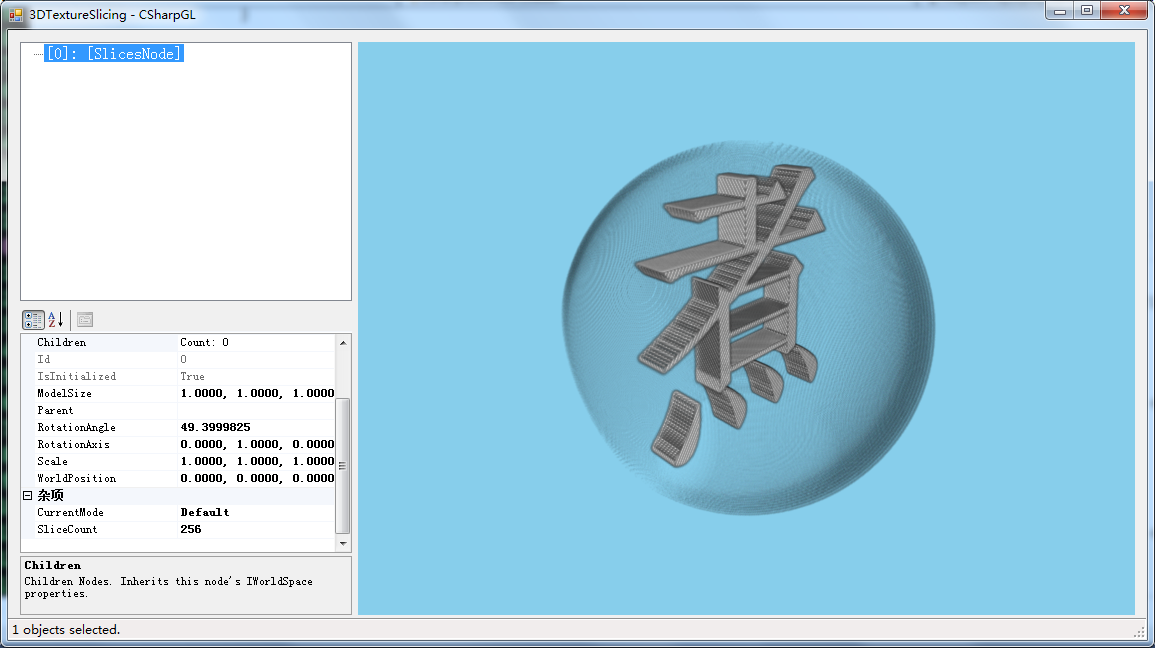 3DTextureSlicing - CSharpGL
[0]: [SlicesNode]
Children Count: 0
Id 0
IsInitialized True
ModelSize 1.0000, 1.0000, 1.0000
Parent
RotationAngle 49.3999825
RotationAxis 0.0000, 1.0000, 0.0000
Scale 1.0000, 1.0000, 1.0000
WorldPosition 0.0000, 0.0000, 0.0000
杂项
CurrentMode Default
SliceCount 256
Children
Children Nodes. Inherits this node's IWorldSpace
properties.
1 objects selected.
煮